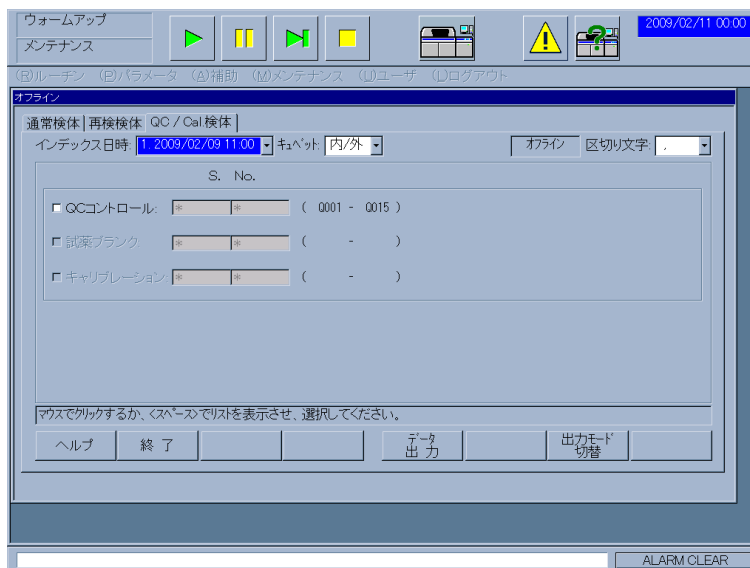 ウォームアップ
メンテナンス
2009/02/11 00:00
(R)ルーチン (P)パラメータ (A)補助 (M)メンテナンス (U)ユーザ (L)ログアウト
オフライン
通常検体 再検検体 QC / Cal 検体
インデックス日時: 1. 2009/02/09 11:00 キュベット: 内/外 オフライン 区切り文字: ,
S. No.
QCコントロール: * * ( Q001 - Q015 )
試薬ブランク: * * ( - )
キャリブレーション: * * ( - )
マウスでクリックするか、<スペース>でリストを表示させ、選択してください。
ヘルプ 終了 データ出力 出力モード切替
ALARM CLEAR